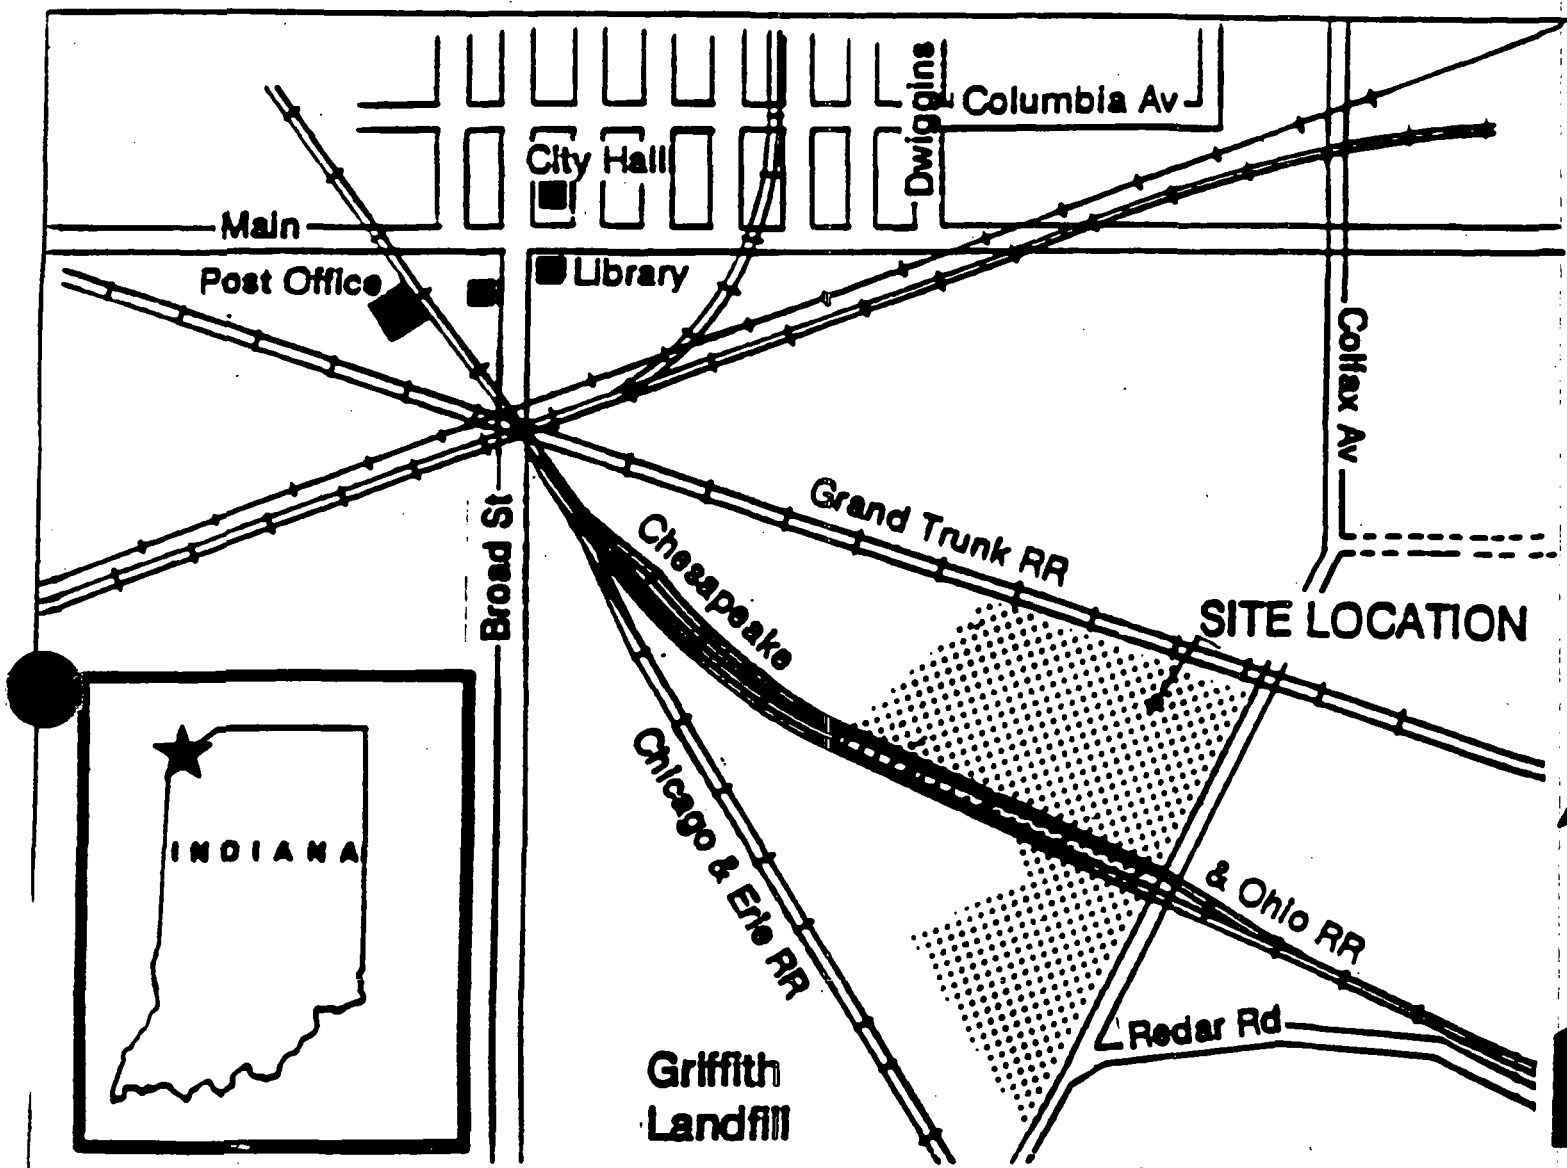 Dwiggins
Columbia Av
City Hall
Main
Post Office
Library
Colfax Av
Grand Trunk RR
Broad St
Chesapeake
SITE LOCATION
Chicago & Erie RR
INDIANA
& Ohio RR
Redar Rd
Griffith
Landfill